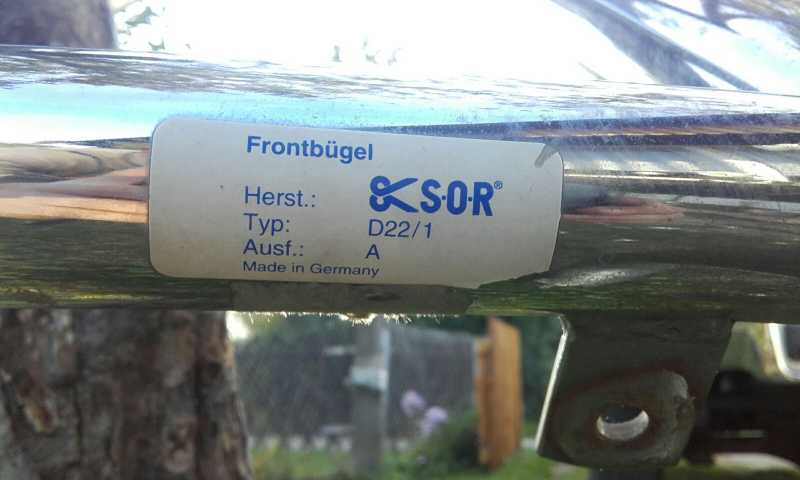 Frontbügel
Herst.: S·O·R®
Typ: D22/1
Ausf.: A
Made in Germany